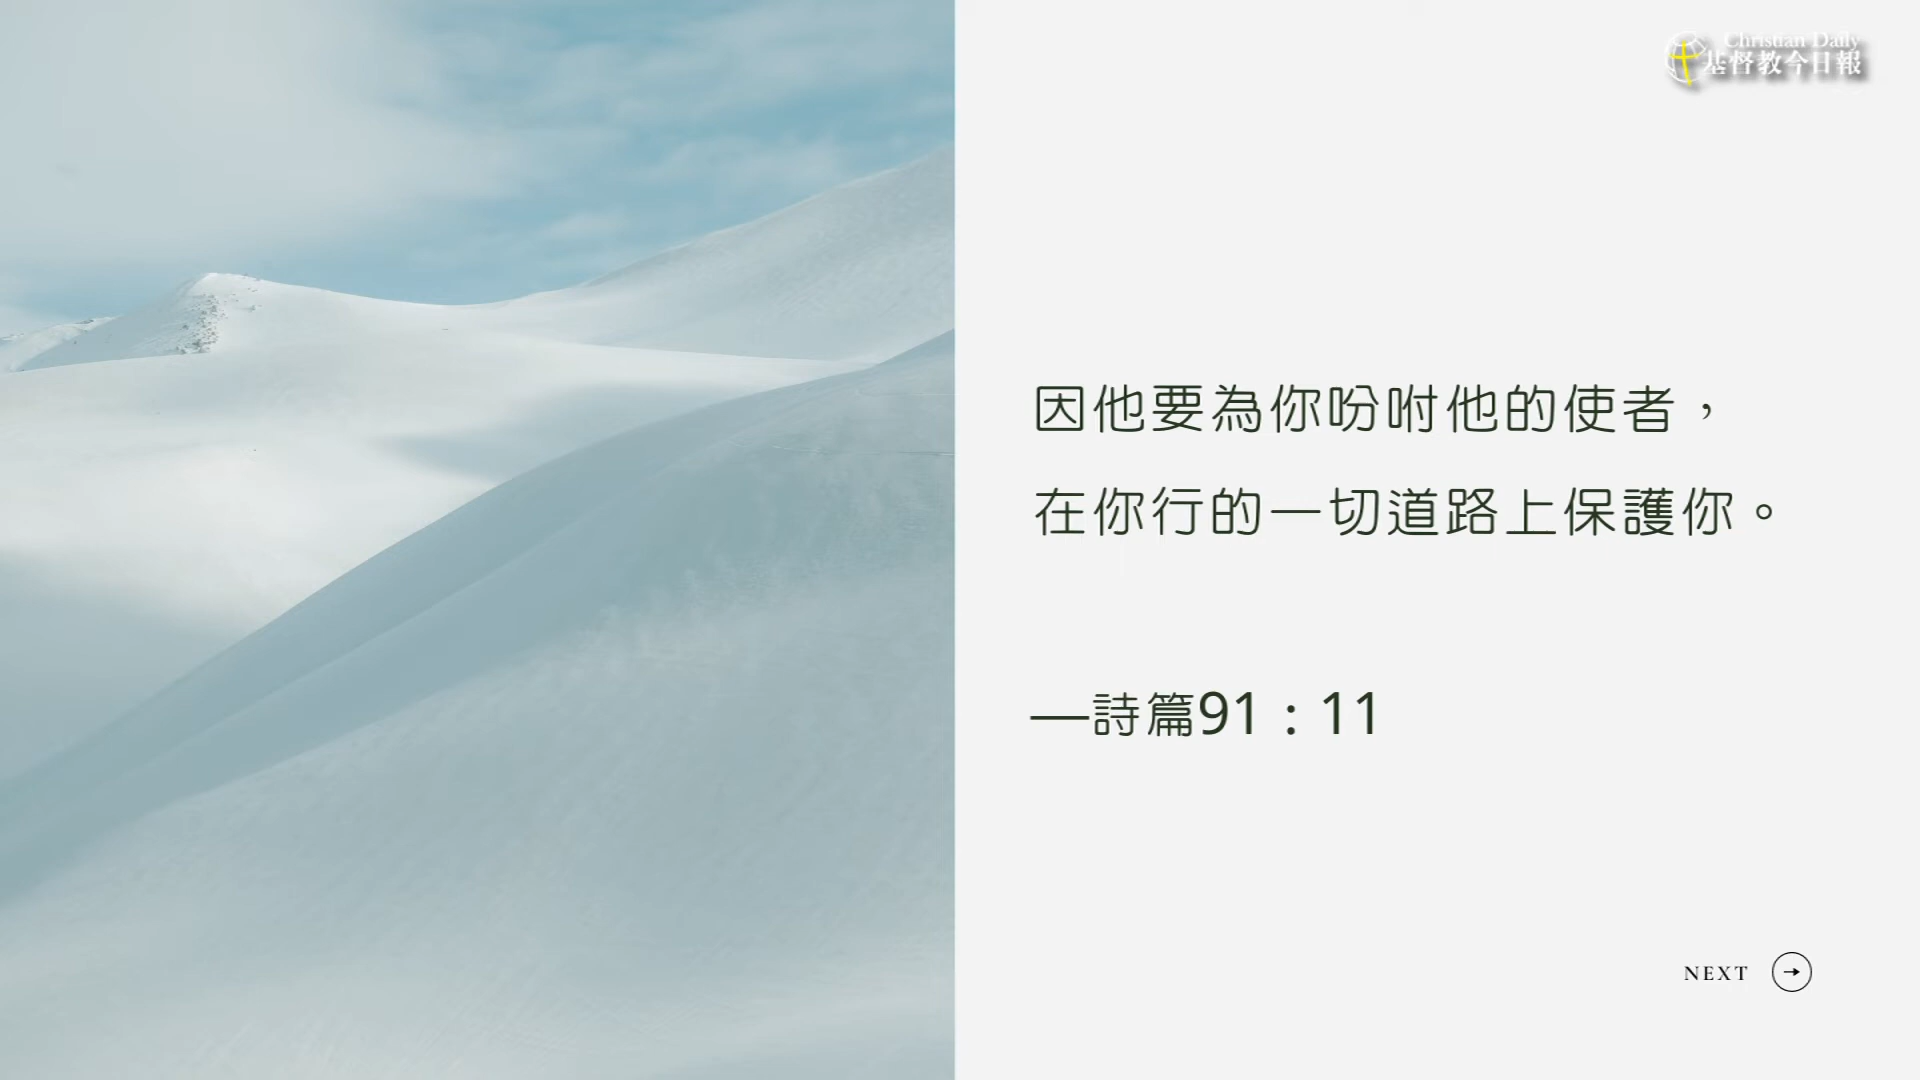 Christian Daily
基督教今日報
因他要為你吩咐他的使者，
在你行的一切道路上保護你。
—詩篇91：11
NEXT